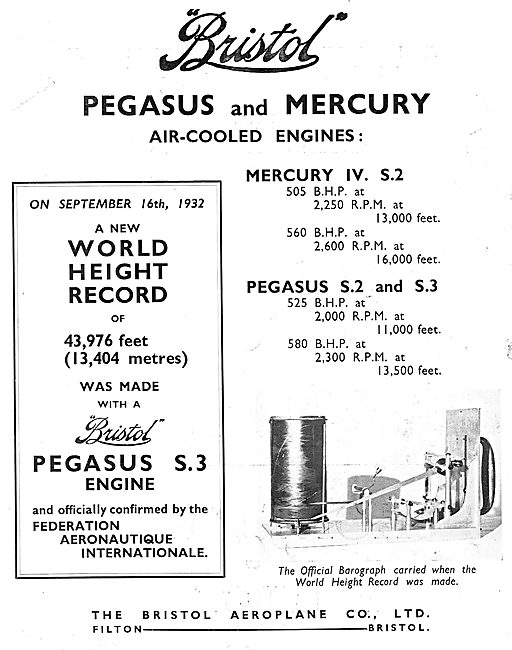 "Bristol"
PEGASUS and MERCURY
AIR-COOLED ENGINES:
ON SEPTEMBER 16th, 1932
A NEW
WORLD
HEIGHT
RECORD
OF
43,976 feet
(13,404 metres)
WAS MADE
WITH A
"Bristol"
PEGASUS S.3
ENGINE
and officially confirmed by the
FEDERATION
AERONAUTIQUE
INTERNATIONALE.
MERCURY IV. S.2
505 B.H.P. at
2,250 R.P.M. at
13,000 feet.
560 B.H.P. at
2,600 R.P.M. at
16,000 feet.
PEGASUS S.2 and S.3
525 B.H.P. at
2,000 R.P.M. at
11,000 feet.
580 B.H.P. at
2,300 R.P.M. at
13,500 feet.
The Official Barograph carried when the
World Height Record was made.
THE BRISTOL AEROPLANE CO., LTD.
FILTON—BRISTOL.